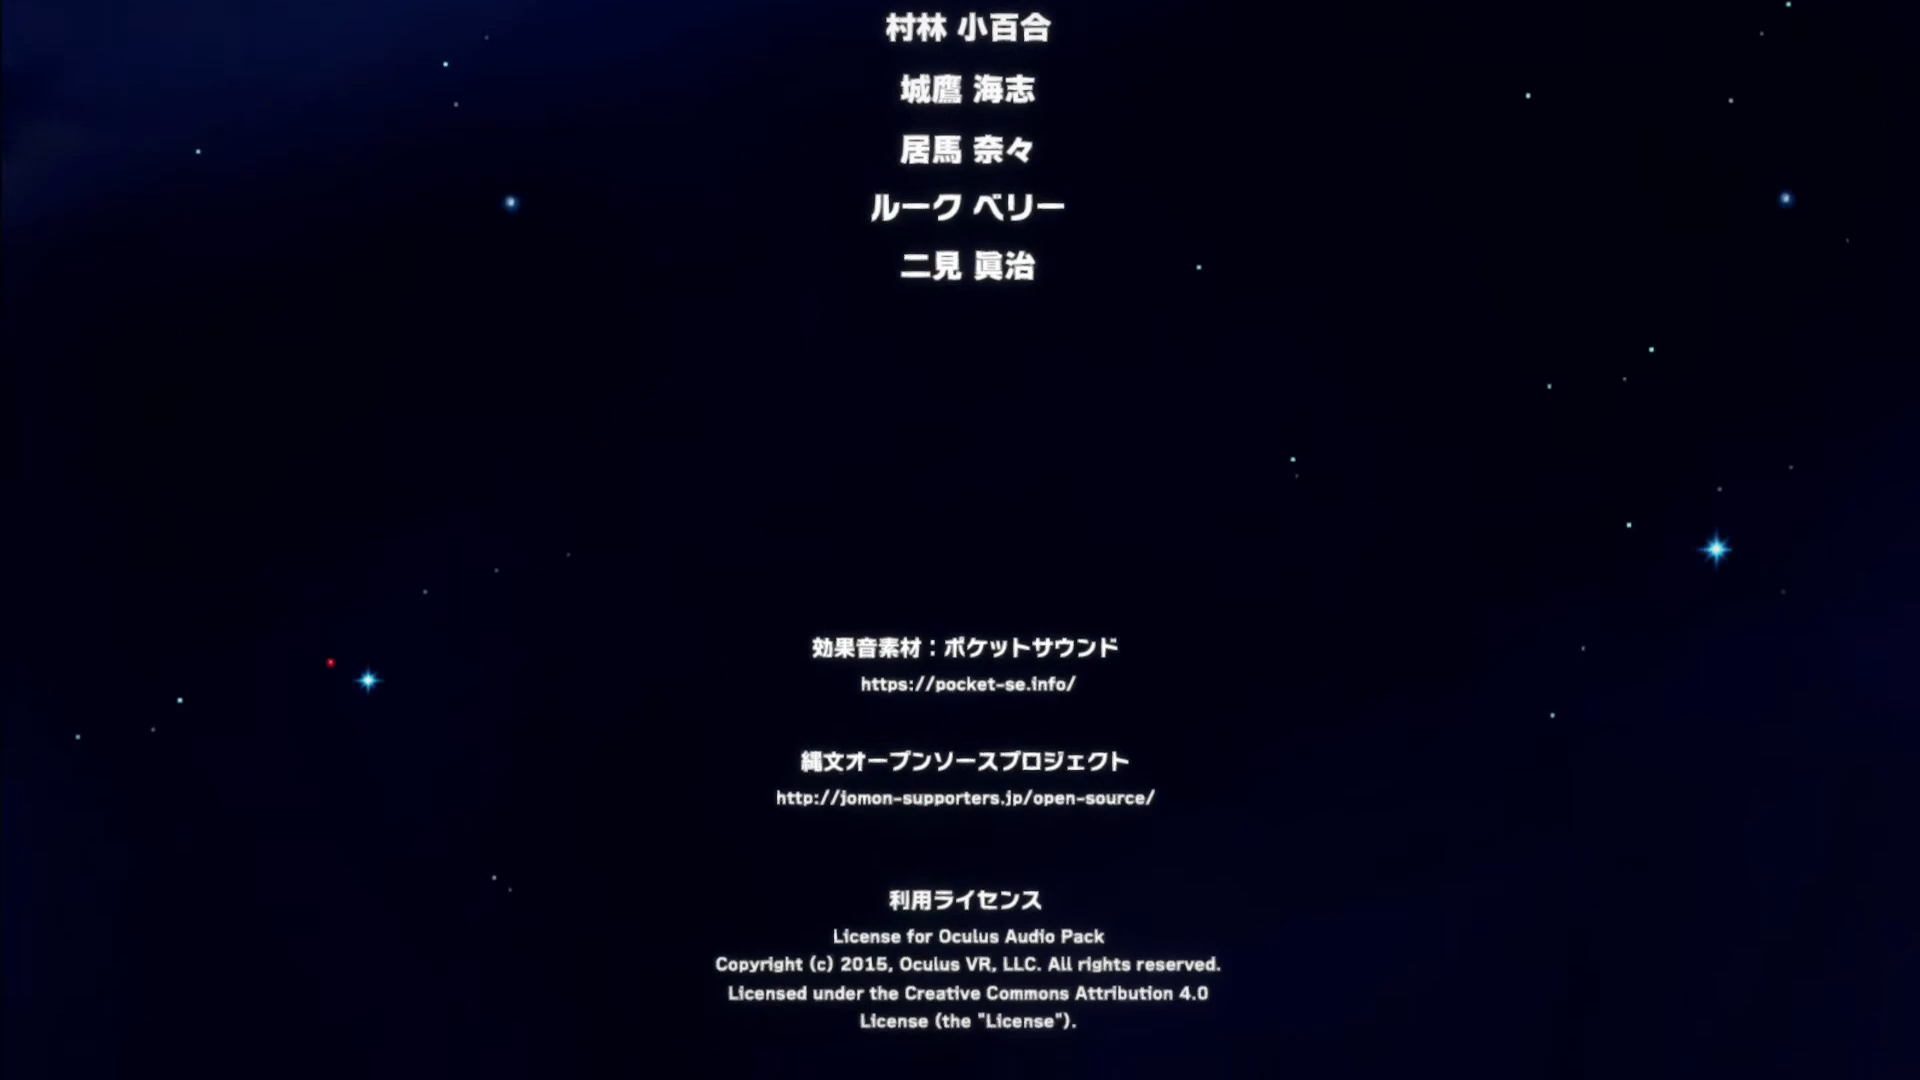 村林 小百合
城鷹 海志
居馬 奈々
ルーク ベリー
二見 眞治
効果音素材：ポケットサウンド
https://pocket-se.info/
縄文オープンソースプロジェクト
http://jomon-supporters.jp/open-source/
利用ライセンス
License for Oculus Audio Pack
Copyright (c) 2015, Oculus VR, LLC. All rights reserved.
Licensed under the Creative Commons Attribution 4.0
License (the "License").